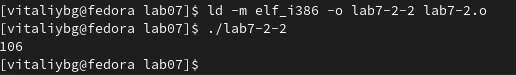 [vitaliybg@fedora lab07]$ ld -m elf_i386 -o lab7-2-2 lab7-2.o
[vitaliybg@fedora lab07]$ ./lab7-2-2
106
[vitaliybg@fedora lab07]$